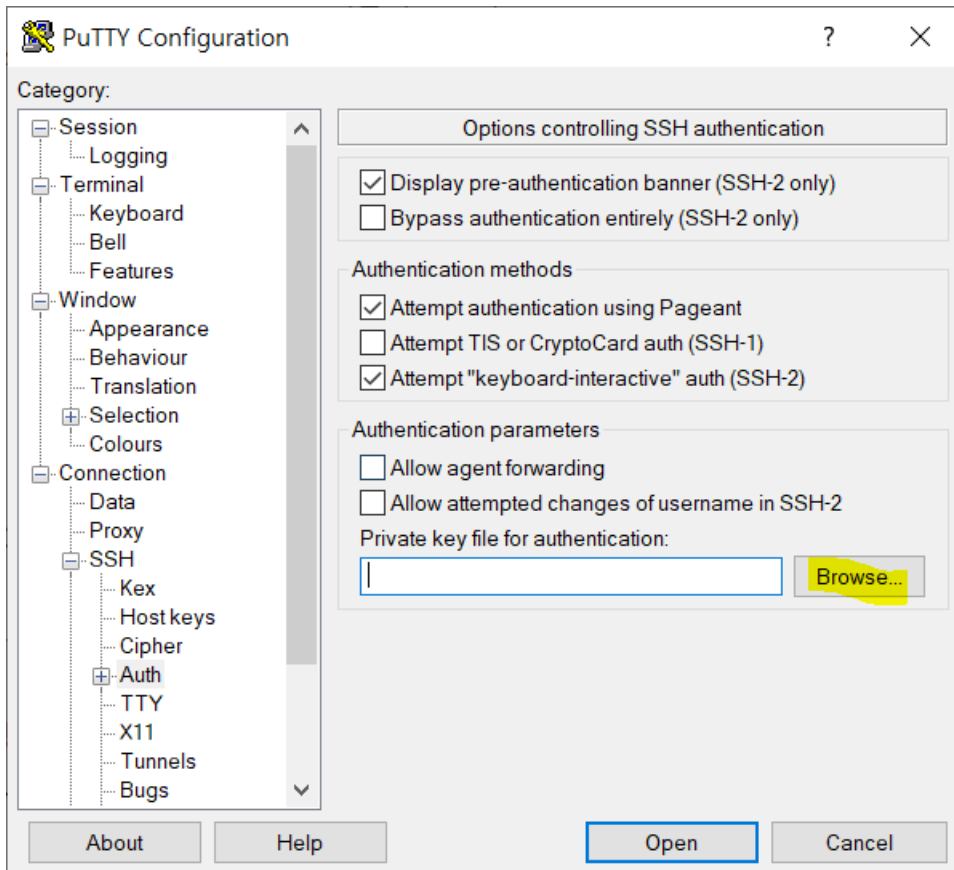 PuTTY Configuration
?
Category:
Session
Logging
Terminal
Keyboard
Bell
Features
Window
Appearance
Behaviour
Translation
Selection
Colours
Connection
Data
Proxy
SSH
Kex
Host keys
Cipher
Auth
TTY
X11
Tunnels
Bugs
Options controlling SSH authentication
Display pre-authentication banner (SSH-2 only)
Bypass authentication entirely (SSH-2 only)
Authentication methods
Attempt authentication using Pageant
Attempt TIS or CryptoCard auth (SSH-1)
Attempt "keyboard-interactive" auth (SSH-2)
Authentication parameters
Allow agent forwarding
Allow attempted changes of username in SSH-2
Private key file for authentication:
Browse...
About
Help
Open
Cancel